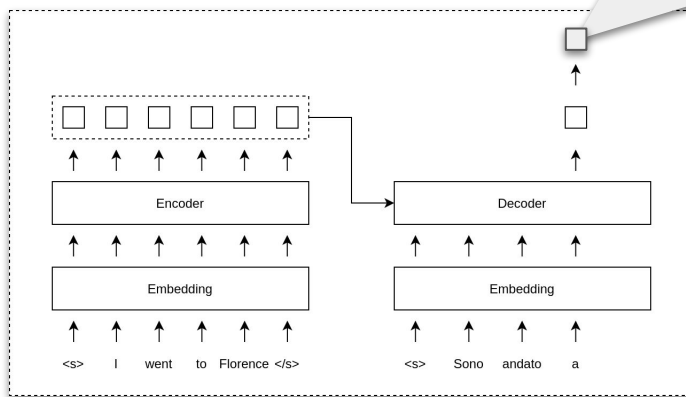 Encoder
Decoder
Embedding
Embedding
<s> I went to Florence </s>
<s> Sono andato a